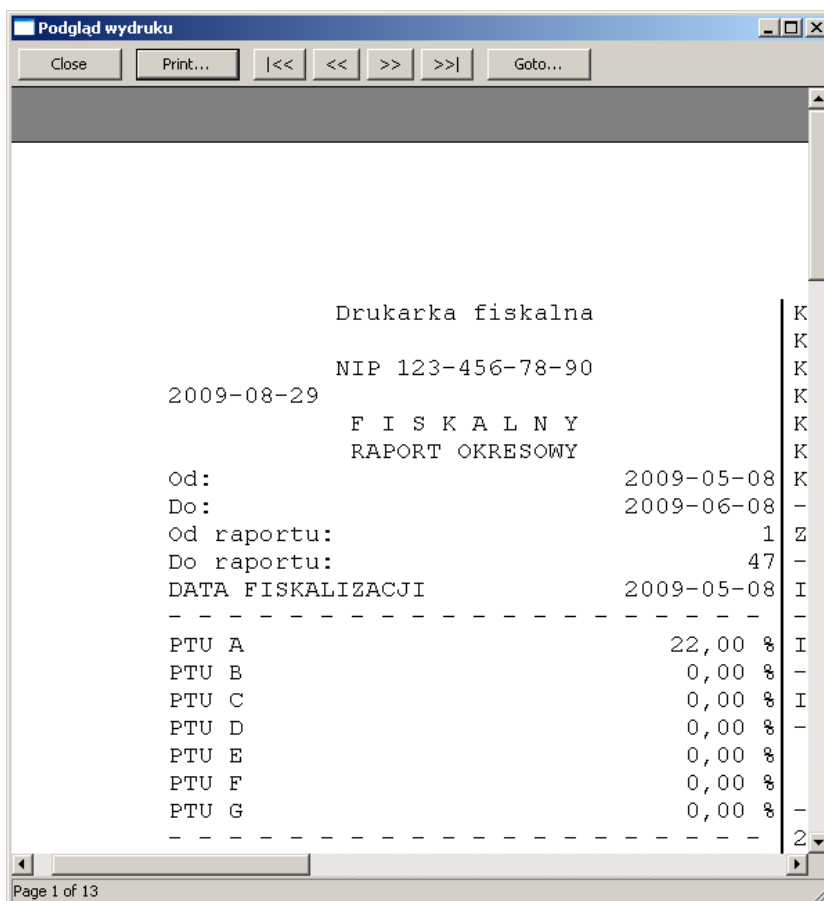 Podgląd wydruku
Close Print... |<< << >> >>| Goto...
Drukarka fiskalna
NIP 123-456-78-90
2009-08-29
F I S K A L N Y
RAPORT OKRESOWY
Od: 2009-05-08
Do: 2009-06-08
Od raportu: 1
Do raportu: 47
DATA FISKALIZACJI 2009-05-08
- - - - - - - - - - - - - - - - - - - -
PTU A 22,00 %
PTU B 0,00 %
PTU C 0,00 %
PTU D 0,00 %
PTU E 0,00 %
PTU F 0,00 %
PTU G 0,00 %
- - - - - - - - - - - - - - - - - - - -
K
K
K
K
K
K
K
-
Z
-
I
-
I
-
I
-
-
2
Page 1 of 13